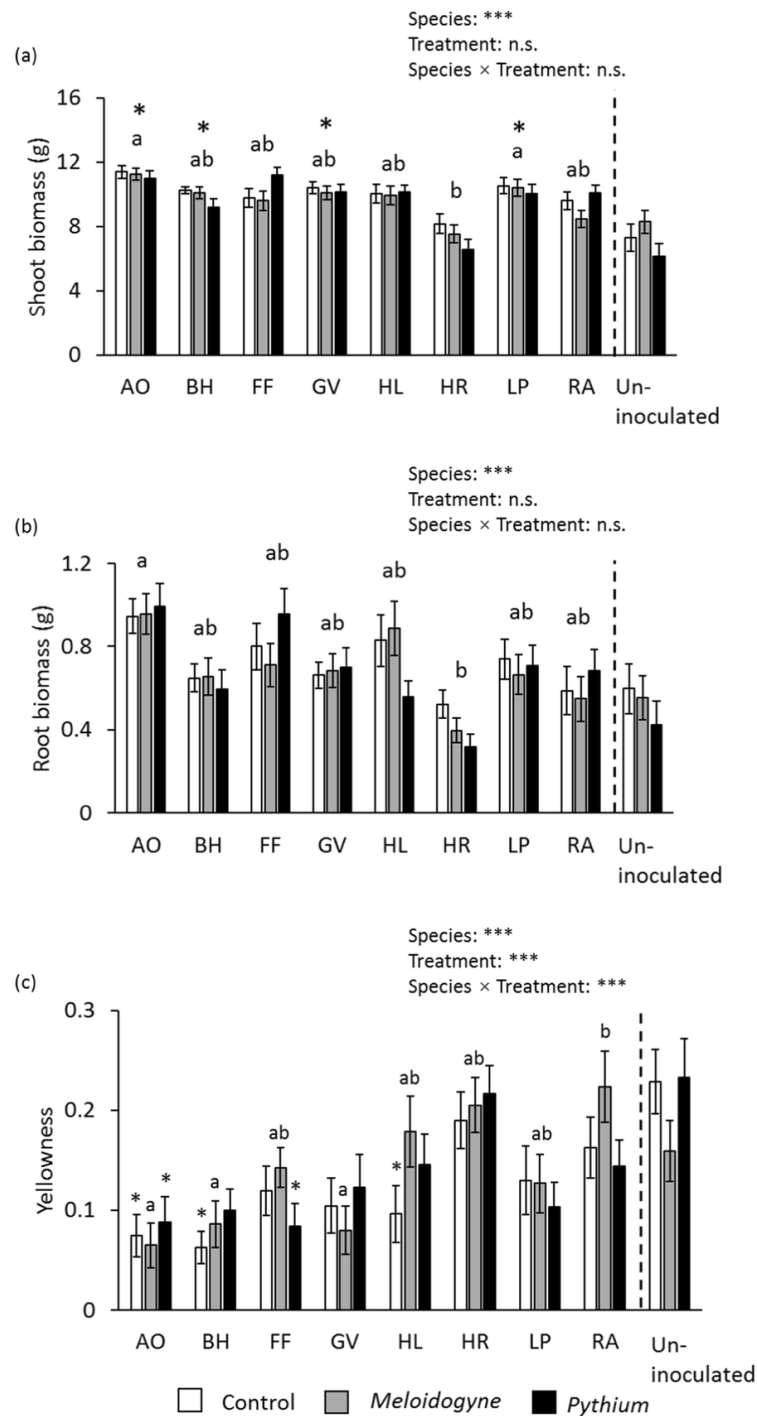 Species: ***
Treatment: n.s.
Species × Treatment: n.s.
(a)
16
12
8
4
0
Shoot biomass (g)
* * * *
a ab ab ab ab b a ab
AO BH FF GV HL HR LP RA Un-
inoculated
Species: ***
Treatment: n.s.
Species × Treatment: n.s.
(b)
1.2
0.8
0.4
0
Root biomass (g)
a ab ab ab ab b ab ab
AO BH FF GV HL HR LP RA Un-
inoculated
Species: ***
Treatment: ***
Species × Treatment: ***
(c)
0.3
0.2
0.1
0
Yellowness
* a * * a ab * a * ab ab ab b
AO BH FF GV HL HR LP RA Un-
inoculated
Control Meloidogyne Pythium